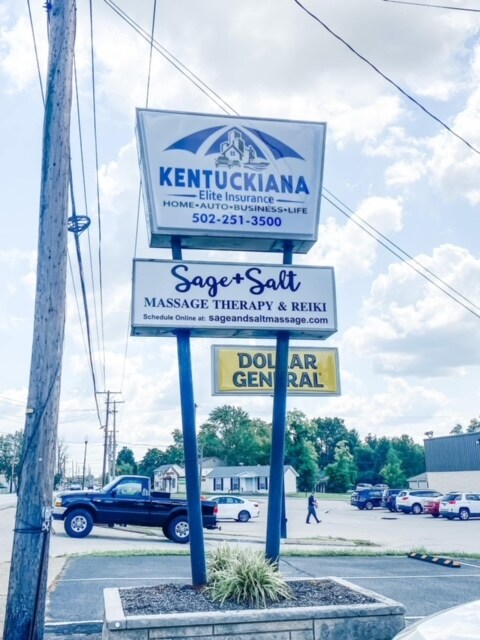 KENTUCKIANA
Elite Insurance
HOME•AUTO•BUSINESS•LIFE
502-251-3500
Sage+Salt
MASSAGE THERAPY & REIKI
Schedule Online at: sageandsaltmassage.com
DOLLAR
GENERAL